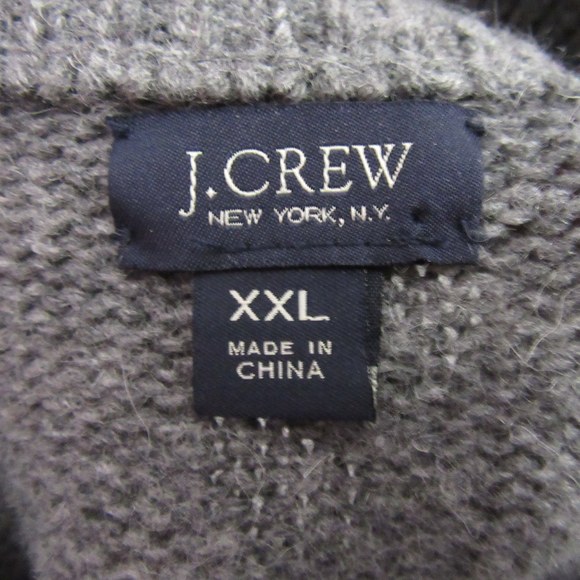 J.CREW
NEW YORK, N.Y.
XXL
MADE IN
CHINA